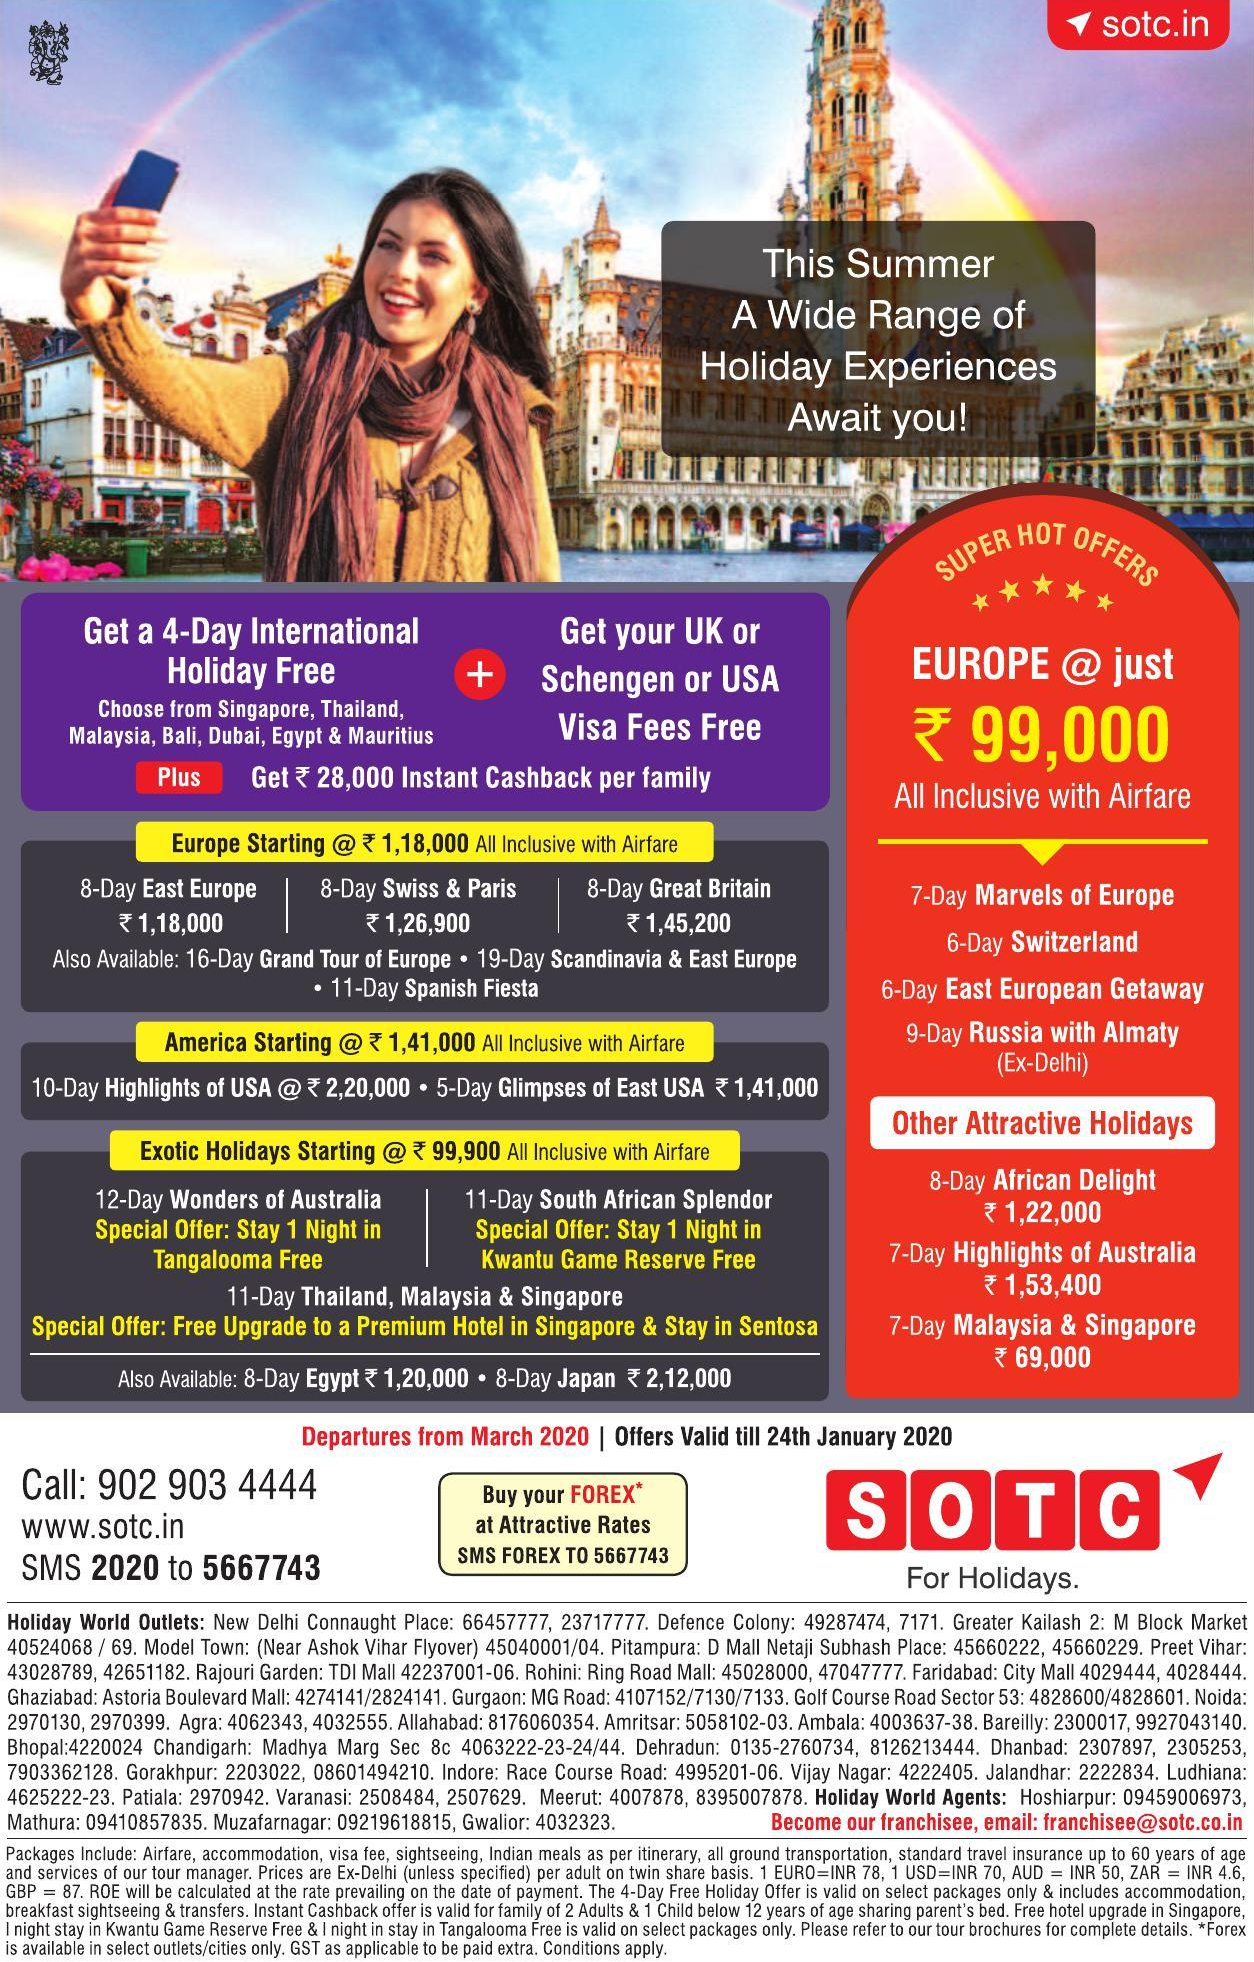 sotc.in
This Summer
A Wide Range of
Holiday Experiences
Await you!
SUPER HOT OFFERS
EUROPE @ just
₹ 99,000
All Inclusive with Airfare
7-Day Marvels of Europe
6-Day Switzerland
6-Day East European Getaway
9-Day Russia with Almaty
(Ex-Delhi)
Other Attractive Holidays
8-Day African Delight
₹ 1,22,000
7-Day Highlights of Australia
₹ 1,53,400
7-Day Malaysia & Singapore
₹ 69,000
Get a 4-Day International
Holiday Free
Choose from Singapore, Thailand,
Malaysia, Bali, Dubai, Egypt & Mauritius
+
Get your UK or
Schengen or USA
Visa Fees Free
Plus Get ₹ 28,000 Instant Cashback per family
Europe Starting @ ₹ 1,18,000 All Inclusive with Airfare
8-Day East Europe
₹ 1,18,000
8-Day Swiss & Paris
₹ 1,26,900
8-Day Great Britain
₹ 1,45,200
Also Available: 16-Day Grand Tour of Europe • 19-Day Scandinavia & East Europe
• 11-Day Spanish Fiesta
America Starting @ ₹ 1,41,000 All Inclusive with Airfare
10-Day Highlights of USA @ ₹ 2,20,000 • 5-Day Glimpses of East USA ₹ 1,41,000
Exotic Holidays Starting @ ₹ 99,900 All Inclusive with Airfare
12-Day Wonders of Australia
Special Offer: Stay 1 Night in
Tangalooma Free
11-Day South African Splendor
Special Offer: Stay 1 Night in
Kwantu Game Reserve Free
11-Day Thailand, Malaysia & Singapore
Special Offer: Free Upgrade to a Premium Hotel in Singapore & Stay in Sentosa
Also Available: 8-Day Egypt ₹ 1,20,000 • 8-Day Japan ₹ 2,12,000
Departures from March 2020 | Offers Valid till 24th January 2020
Call: 902 903 4444
www.sotc.in
SMS 2020 to 5667743
Buy your FOREX*
at Attractive Rates
SMS FOREX TO 5667743
SOTC
For Holidays.
Holiday World Outlets: New Delhi Connaught Place: 66457777, 23717777. Defence Colony: 49287474, 7171. Greater Kailash 2: M Block Market
40524068 / 69. Model Town: (Near Ashok Vihar Flyover) 45040001/04. Pitampura: D Mall Netaji Subhash Place: 45660222, 45660229. Preet Vihar:
43028789, 42651182. Rajouri Garden: TDI Mall 42237001-06. Rohini: Ring Road Mall: 45028000, 47047777. Faridabad: City Mall 4029444, 4028444.
Ghaziabad: Astoria Boulevard Mall: 4274141/2824141. Gurgaon: MG Road: 4107152/7130/7133. Golf Course Road Sector 53: 4828600/4828601. Noida:
2970130, 2970399. Agra: 4062343, 4032555. Allahabad: 8176060354. Amritsar: 5058102-03. Ambala: 4003637-38. Bareilly: 2300017, 9927043140.
Bhopal:4220024 Chandigarh: Madhya Marg Sec 8c 4063222-23-24/44. Dehradun: 0135-2760734, 8126213444. Dhanbad: 2307897, 2305253,
7903362128. Gorakhpur: 2203022, 08601494210. Indore: Race Course Road: 4995201-06. Vijay Nagar: 4222405. Jalandhar: 2222834. Ludhiana:
4625222-23. Patiala: 2970942. Varanasi: 2508484, 2507629. Meerut: 4007878, 8395007878. Holiday World Agents: Hoshiarpur: 09459006973,
Mathura: 09410857835. Muzafarnagar: 09219618815, Gwalior: 4032323. Become our franchisee, email: franchisee@sotc.co.in
Packages Include: Airfare, accommodation, visa fee, sightseeing, Indian meals as per itinerary, all ground transportation, standard travel insurance up to 60 years of age
and services of our tour manager. Prices are Ex-Delhi (unless specified) per adult on twin share basis. 1 EURO=INR 78, 1 USD=INR 70, AUD = INR 50, ZAR = INR 4.6,
GBP = 87. ROE will be calculated at the rate prevailing on the date of payment. The 4-Day Free Holiday Offer is valid on select packages only & includes accommodation,
breakfast sightseeing & transfers. Instant Cashback offer is valid for family of 2 Adults & 1 Child below 12 years of age sharing parent's bed. Free hotel upgrade in Singapore,
I night stay in Kwantu Game Reserve Free & I night in stay in Tangalooma Free is valid on select packages only. Please refer to our tour brochures for complete details. *Forex
is available in select outlets/cities only. GST as applicable to be paid extra. Conditions apply.